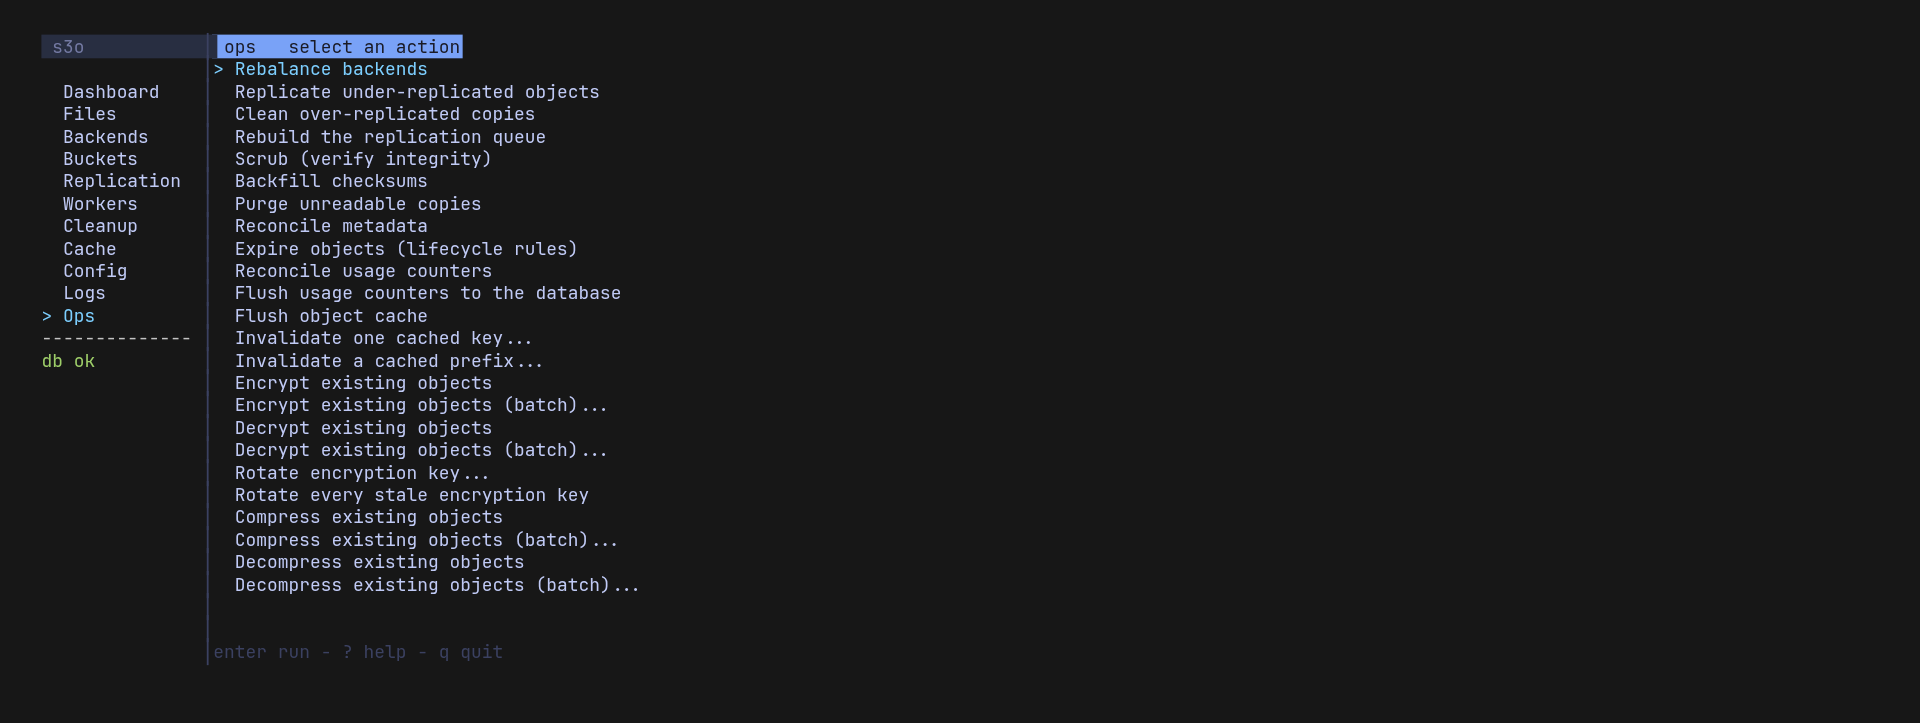 s3o
Dashboard
Files
Backends
Buckets
Replication
Workers
Cleanup
Cache
Config
Logs
> Ops
--------------
db ok
ops   select an action
> Rebalance backends
Replicate under-replicated objects
Clean over-replicated copies
Rebuild the replication queue
Scrub (verify integrity)
Backfill checksums
Purge unreadable copies
Reconcile metadata
Expire objects (lifecycle rules)
Reconcile usage counters
Flush usage counters to the database
Flush object cache
Invalidate one cached key...
Invalidate a cached prefix...
Encrypt existing objects
Encrypt existing objects (batch)...
Decrypt existing objects
Decrypt existing objects (batch)...
Rotate encryption key...
Rotate every stale encryption key
Compress existing objects
Compress existing objects (batch)...
Decompress existing objects
Decompress existing objects (batch)...
enter run - ? help - q quit